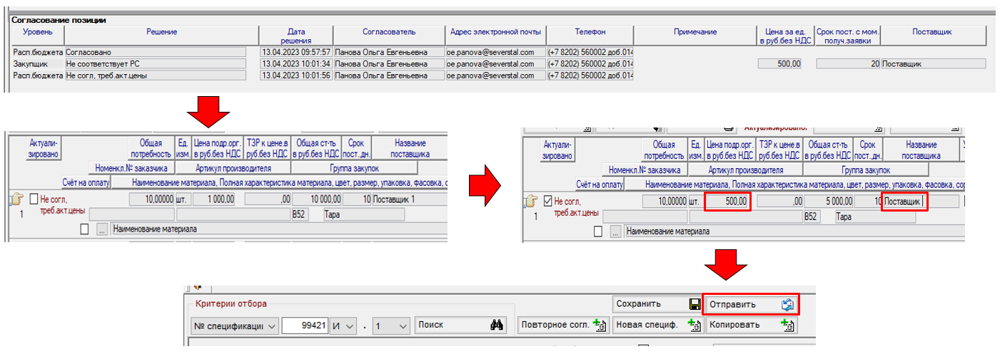 Согласование позиции
Уровень Решение Дата решения Согласователь Адрес электронной почты Телефон Примечание Цена за ед. в руб.без НДС Срок пост. с мом. получ.заявки Поставщик
Расп.бюджета Согласовано 13.04.2023 09:57:57 Панова Ольга Евгеньевна oe.panova@severstal.com (+7 8202) 560002 доб.014
Закупщик Не соответствует РС 13.04.2023 10:01:34 Панова Ольга Евгеньевна oe.panova@severstal.com (+7 8202) 560002 доб.014 500,00 20 Поставщик
Расп.бюджета Не согл, треб.акт.цены 13.04.2023 10:01:56 Панова Ольга Евгеньевна oe.panova@severstal.com (+7 8202) 560002 доб.014
Актуали- Общая Ед. Цена подр.орг. ТЗР к цене.в Общая ст-ть Срок Название
зировано потребность изм. в руб.без НДС руб.без НДС в руб.без НДС пост.,дн. поставщика
Номенкл.№ заказчика Артикул производителя Группа закупок
Счёт на оплату Наименование материала, Полная характеристика материала, цвет, размер, упаковка, фасовка,
Не согл, 10,00000 шт. 1 000,00 ,00 10 000,00 10 Поставщик 1
1 треб.акт.цены B52 Тара
... Наименование материала
Актуали- Общая Ед. Цена подр.орг. ТЗР к цене.в Общая ст-ть Срок Название
зировано потребность изм. в руб.без НДС руб.без НДС в руб.без НДС пост.,дн. поставщика
Номенкл.№ заказчика Артикул производителя Группа закупок
Счёт на оплату Наименование материала, Полная характеристика материала, цвет, размер, упаковка, фасовка, сор
Не согл, 10,00000 шт. 500,00 ,00 5 000,00 10 Поставщик
1 треб.акт.цены B52 Тара
... Наименование материала
Критерии отбора Сохранить Отправить
№ спецификаци 99421 И . 1 Поиск Повторное согл. Новая специф. Копировать